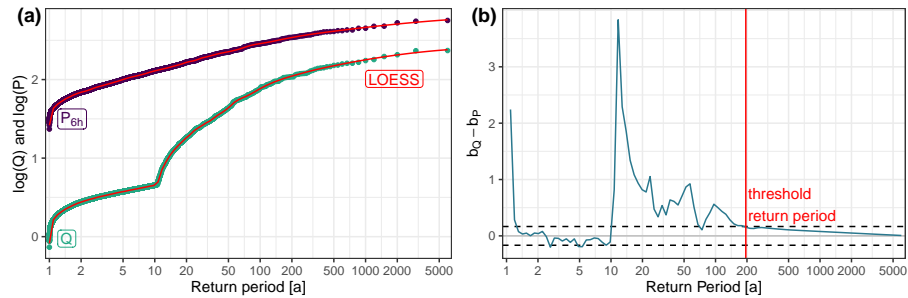 (a)
log(Q) and log(P)
2
1
0
P6h
Q
LOESS
1 2 5 10 20 50 100 200 500 1000 2000 5000
Return period [a]
(b)
bQ – bP
3
2
1
0
threshold
return period
1 2 5 10 20 50 100 200 500 1000 2000 5000
Return Period [a]